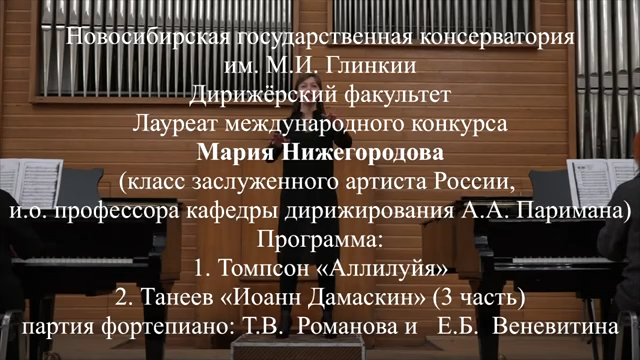 Новосибирская государственная консерватория
им. М.И. Глинкии
Дирижёрский факультет
Лауреат международного конкурса
Мария Нижегородова
(класс заслуженного артиста России,
и.о. профессора кафедры дирижирования А.А. Паримана)
Программа:
1. Томпсон «Аллилуйя»
2. Танеев «Иоанн Дамаскин» (3 часть)
партия фортепиано: Т.В. Романова и Е.Б. Веневитина